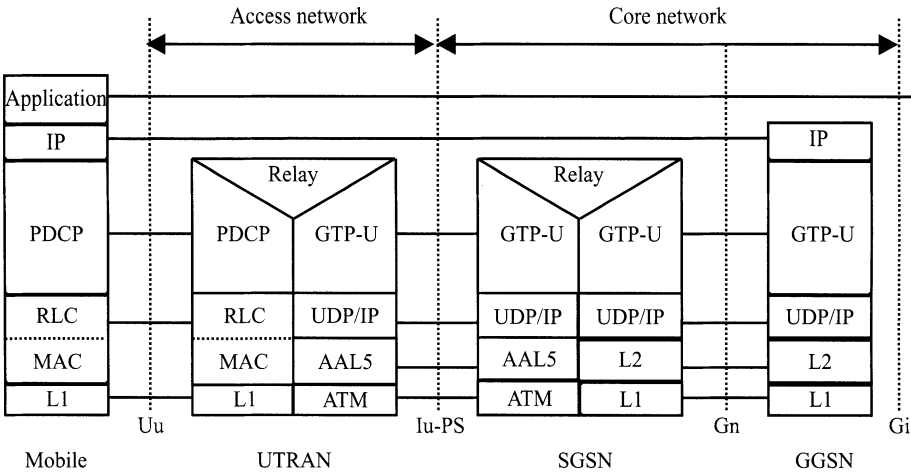 Access network
Core network
Application
IP
IP
Relay
Relay
PDCP
PDCP
GTP-U
GTP-U
GTP-U
GTP-U
RLC
RLC
UDP/IP
UDP/IP
UDP/IP
UDP/IP
MAC
MAC
AAL5
AAL5
L2
L2
L1
L1
ATM
ATM
L1
L1
Uu
Iu-PS
Gn
Gi
Mobile
UTRAN
SGSN
GGSN